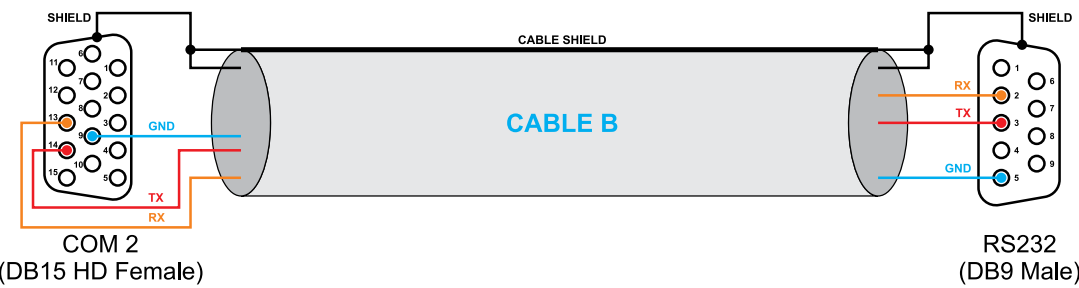 SHIELD
SHIELD
CABLE SHIELD
6
11
1
7
12
2
8
13
3
9
14
4
10
15
5
GND
TX
RX
CABLE B
RX
TX
GND
1
6
2
7
3
8
4
9
5
COM 2
(DB15 HD Female)
RS232
(DB9 Male)